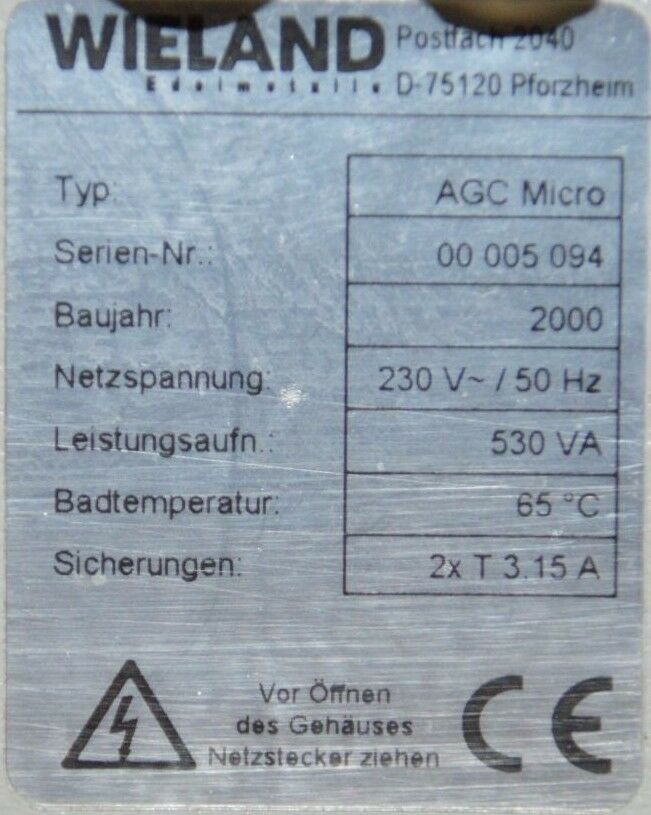 WIELAND Postfach 2040
Edelmetalle D-75120 Pforzheim
Typ: AGC Micro
Serien-Nr.: 00 005 094
Baujahr: 2000
Netzspannung: 230 V~ / 50 Hz
Leistungsaufn.: 530 VA
Badtemperatur: 65 °C
Sicherungen: 2x T 3.15 A
Vor Öffnen
des Gehäuses
Netzstecker ziehen
CE